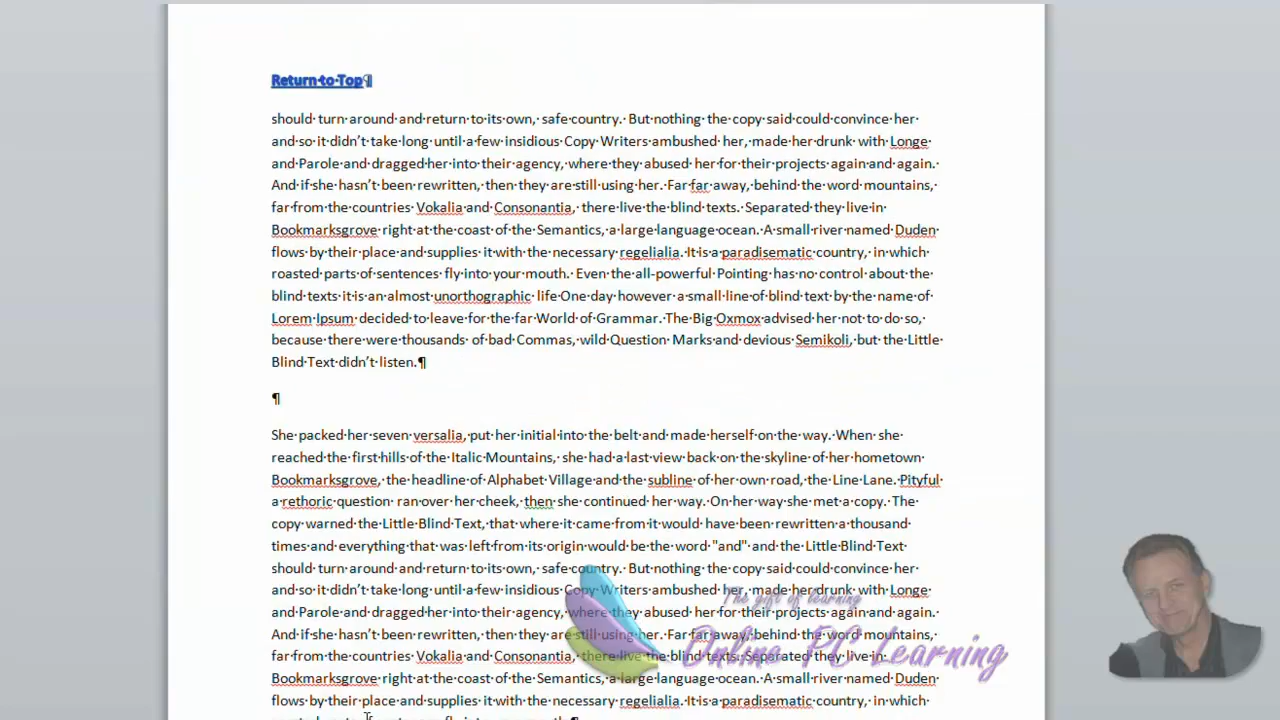 Return to Top¶
should turn around and return to its own, safe country. But nothing the copy said could convince her
and so it didn’t take long until a few insidious Copy Writers ambushed her, made her drunk with Longe
and Parole and dragged her into their agency, where they abused her for their projects again and again.
And if she hasn’t been rewritten, then they are still using her. Far far away, behind the word mountains,
far from the countries Vokalia and Consonantia, there live the blind texts. Separated they live in
Bookmarksgrove right at the coast of the Semantics, a large language ocean. A small river named Duden
flows by their place and supplies it with the necessary regelialia. It is a paradisematic country, in which
roasted parts of sentences fly into your mouth. Even the all-powerful Pointing has no control about the
blind texts it is an almost unorthographic life One day however a small line of blind text by the name of
Lorem Ipsum decided to leave for the far World of Grammar. The Big Oxmox advised her not to do so,
because there were thousands of bad Commas, wild Question Marks and devious Semikoli, but the Little
Blind Text didn’t listen.¶
¶
She packed her seven versalia, put her initial into the belt and made herself on the way. When she
reached the first hills of the Italic Mountains, she had a last view back on the skyline of her hometown
Bookmarksgrove, the headline of Alphabet Village and the subline of her own road, the Line Lane. Pityful
a rethoric question ran over her cheek, then she continued her way. On her way she met a copy. The
copy warned the Little Blind Text, that where it came from it would have been rewritten a thousand
times and everything that was left from its origin would be the word "and" and the Little Blind Text
should turn around and return to its own, safe country. But nothing the copy said could convince her
and so it didn’t take long until a few insidious Copy Writers ambushed her, made her drunk with Longe
and Parole and dragged her into their agency, where they abused her for their projects again and again.
And if she hasn’t been rewritten, then they are still using her. Far far away, behind the word mountains,
far from the countries Vokalia and Consonantia, there live the blind texts. Separated they live in
Bookmarksgrove right at the coast of the Semantics, a large language ocean. A small river named Duden
flows by their place and supplies it with the necessary regelialia. It is a paradisematic country, in which
The gift of learning
Online PC Learning